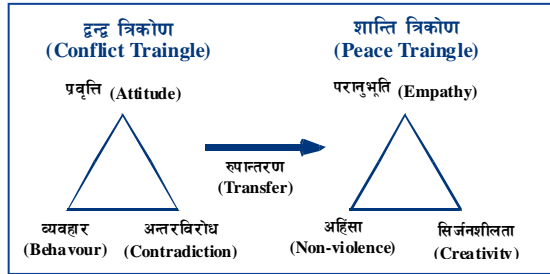 द्वन्द्व त्रिकोण
(Conflict Traingle)
प्रवृत्ति (Attitude)
व्यवहार
(Behavour)
अन्तरविरोध
(Contradiction)
रुपान्तरण
(Transfer)
शान्ति त्रिकोण
(Peace Traingle)
परानुभूति (Empathy)
अहिंसा
(Non-violence)
सिर्जनशीलता
(Creativity)